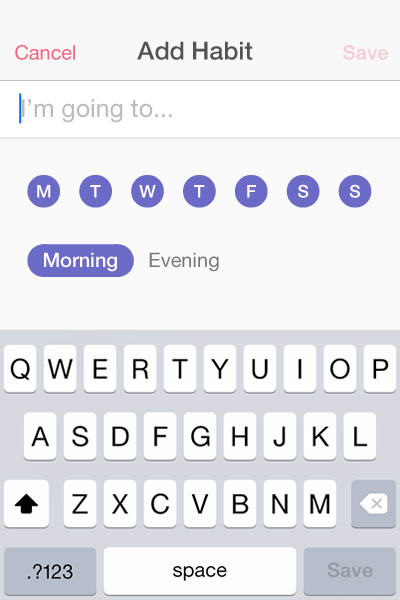 Cancel Add Habit Save
I'm going to...
M T W T F S S
Morning Evening
Q W E R T Y U I O P
A S D F G H J K L
Z X C V B N M
.?123 space Save